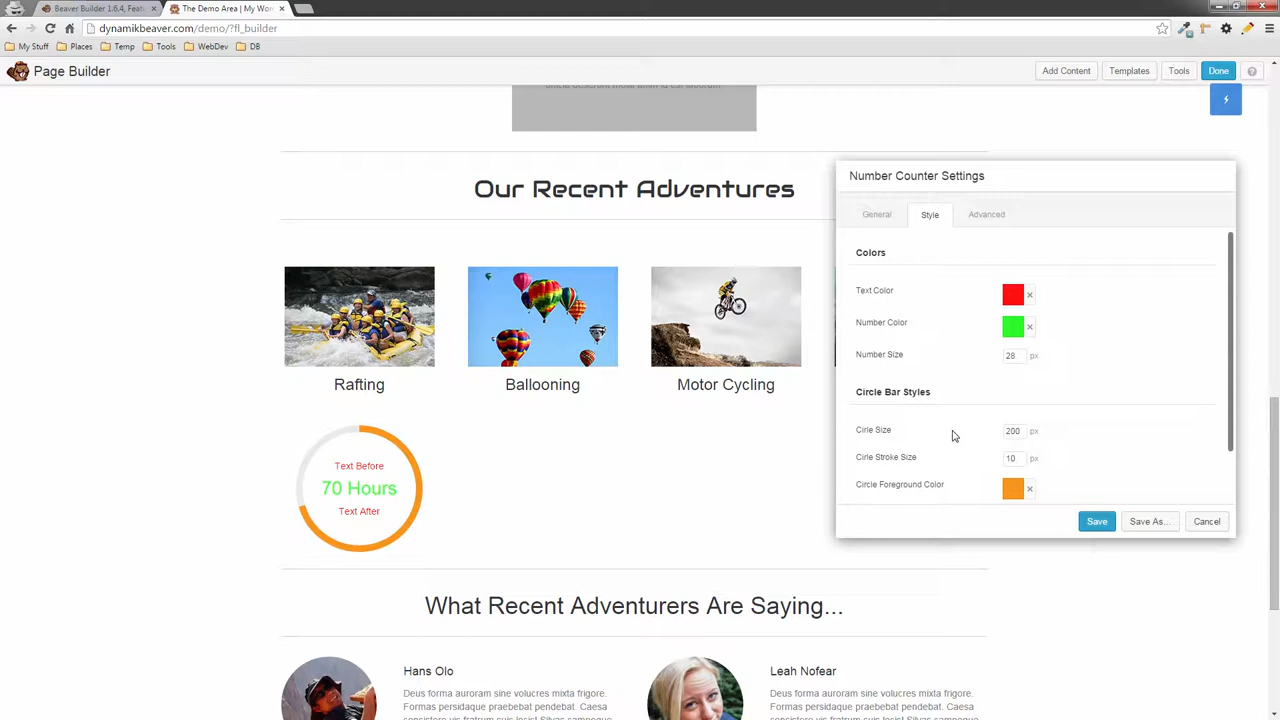 Beaver Builder 1.6.4, Feat
The Demo Area | My Wor
dynamikbeaver.com/demo/?fl_builder
My Stuff
Places
Temp
Tools
WebDev
DB
Page Builder
Add Content
Templates
Tools
Done
Our Recent Adventures
Rafting
Ballooning
Motor Cycling
Text Before
70 Hours
Text After
Number Counter Settings
General
Style
Advanced
Colors
Text Color
Number Color
Number Size
28
px
Circle Bar Styles
Cirle Size
200
px
Cirle Stroke Size
10
px
Circle Foreground Color
Save
Save As...
Cancel
What Recent Adventurers Are Saying...
Hans Olo
Deus forma auroram sine volucres mixta frigore.
Formas persidaque praebebat pendebat. Quae
Leah Nofear
Deus forma auroram sine volucres mixta frigore.
Formas persidaque praebebat pendebat. Quae